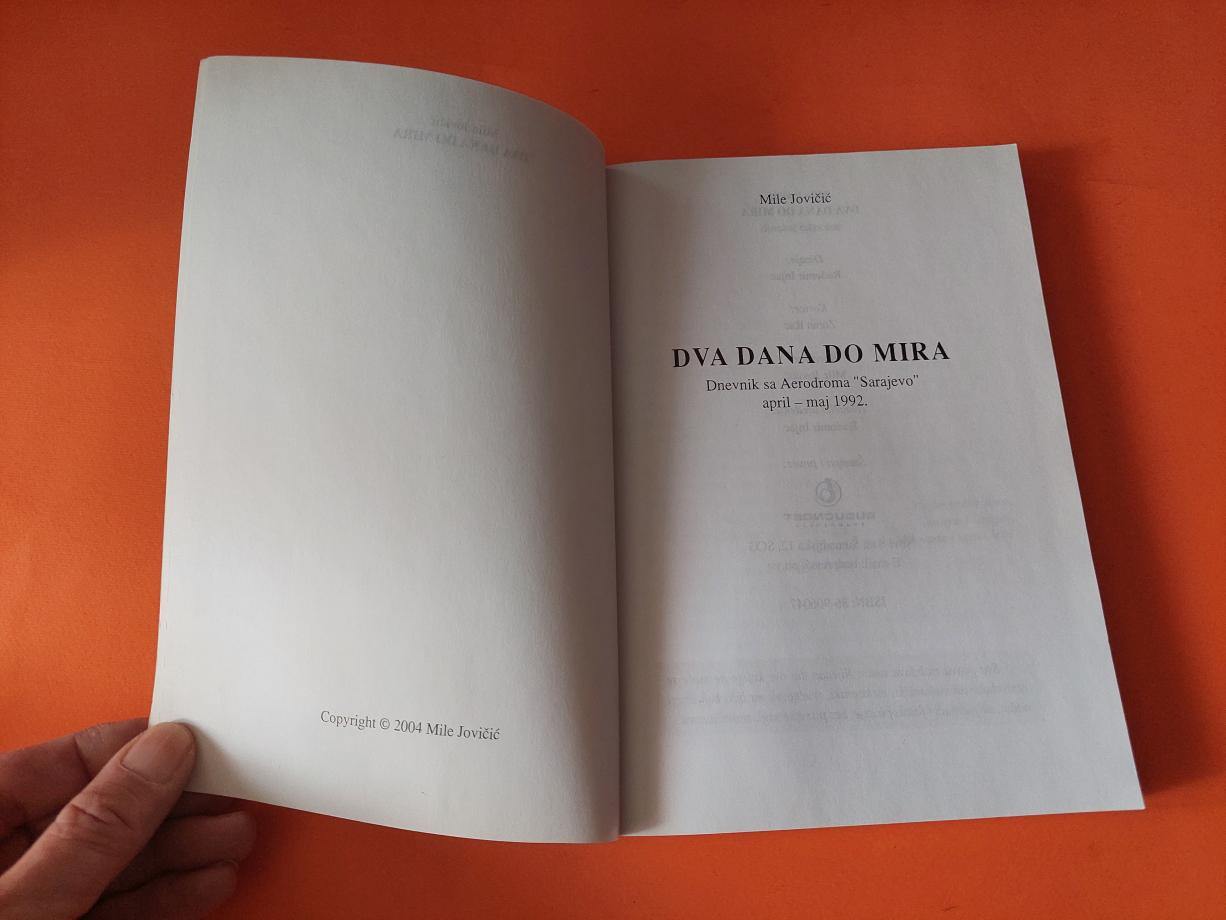 Copyright © 2004 Mile Jovičić
Mile Jovičić
DVA DANA DO MIRA
Dnevnik sa Aerodroma "Sarajevo"
april – maj 1992.